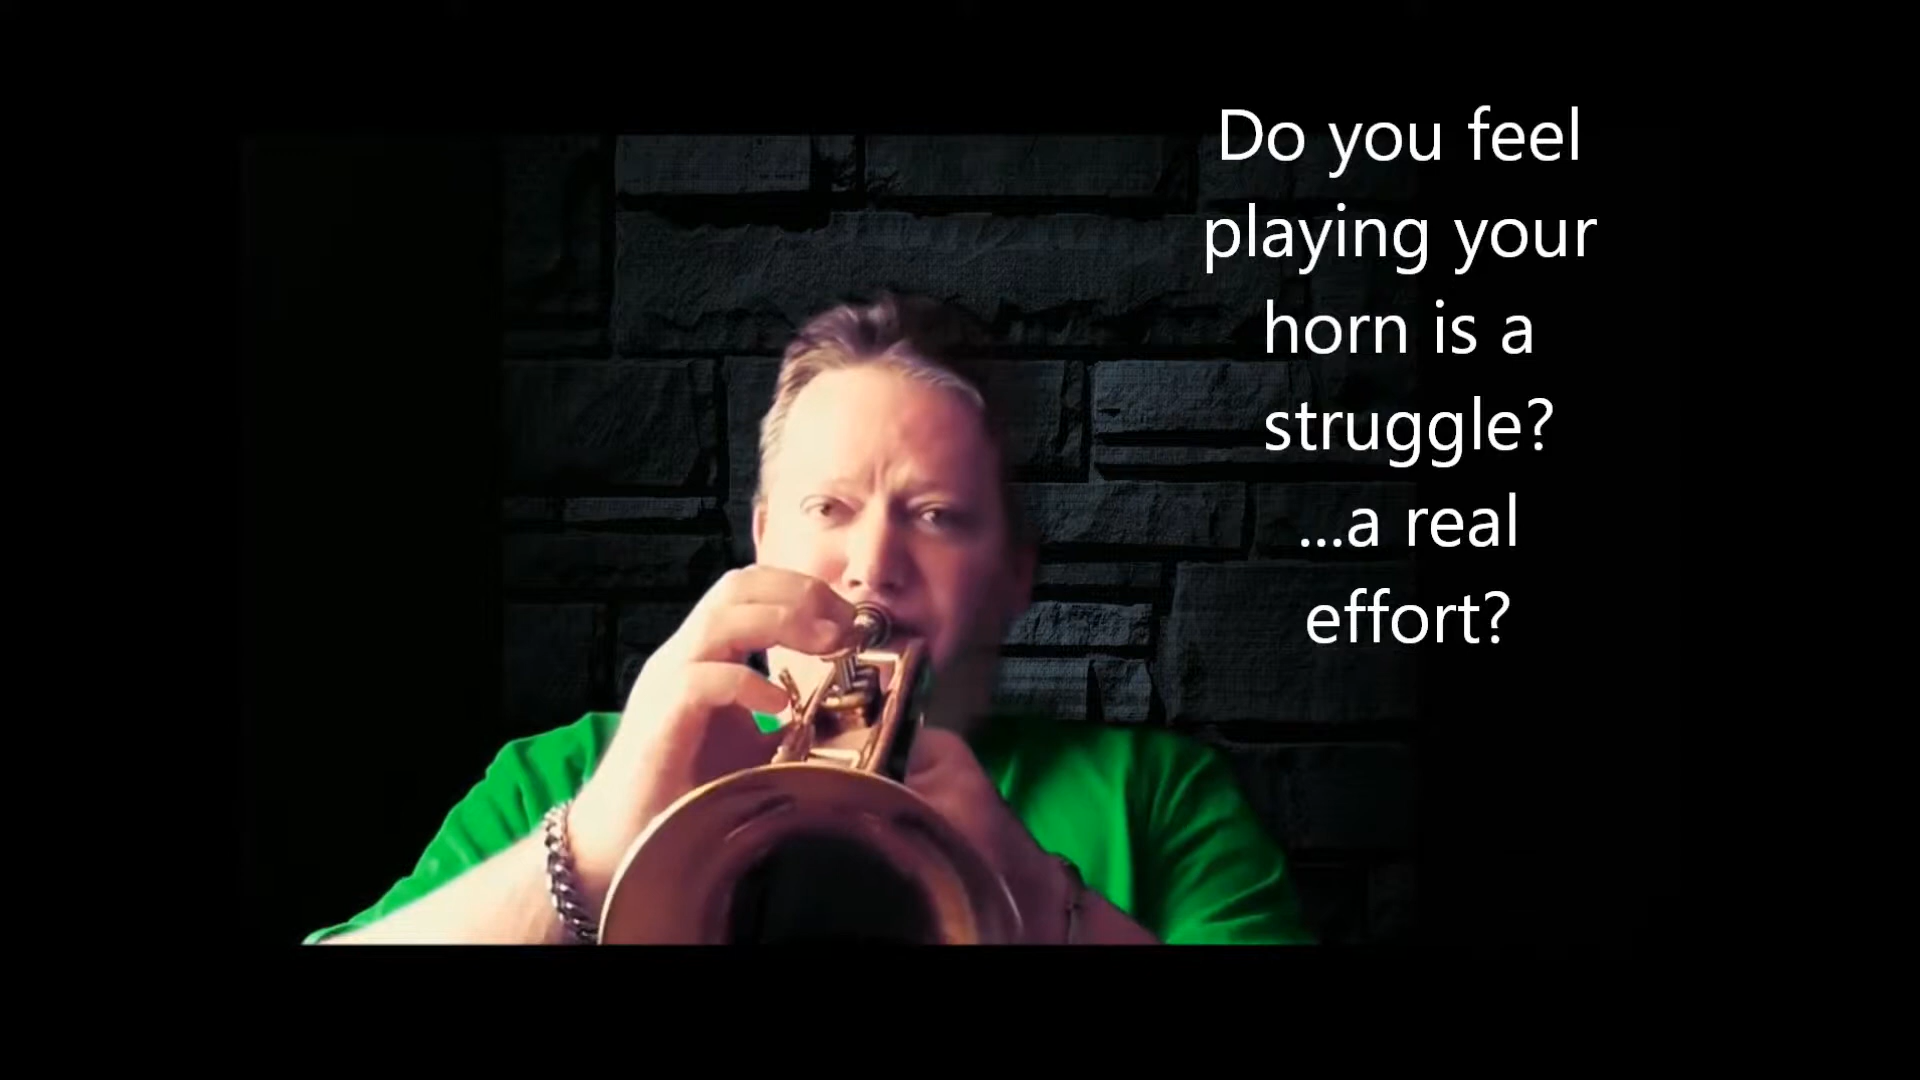 Do you feel
playing your
horn is a
struggle?
...a real
effort?